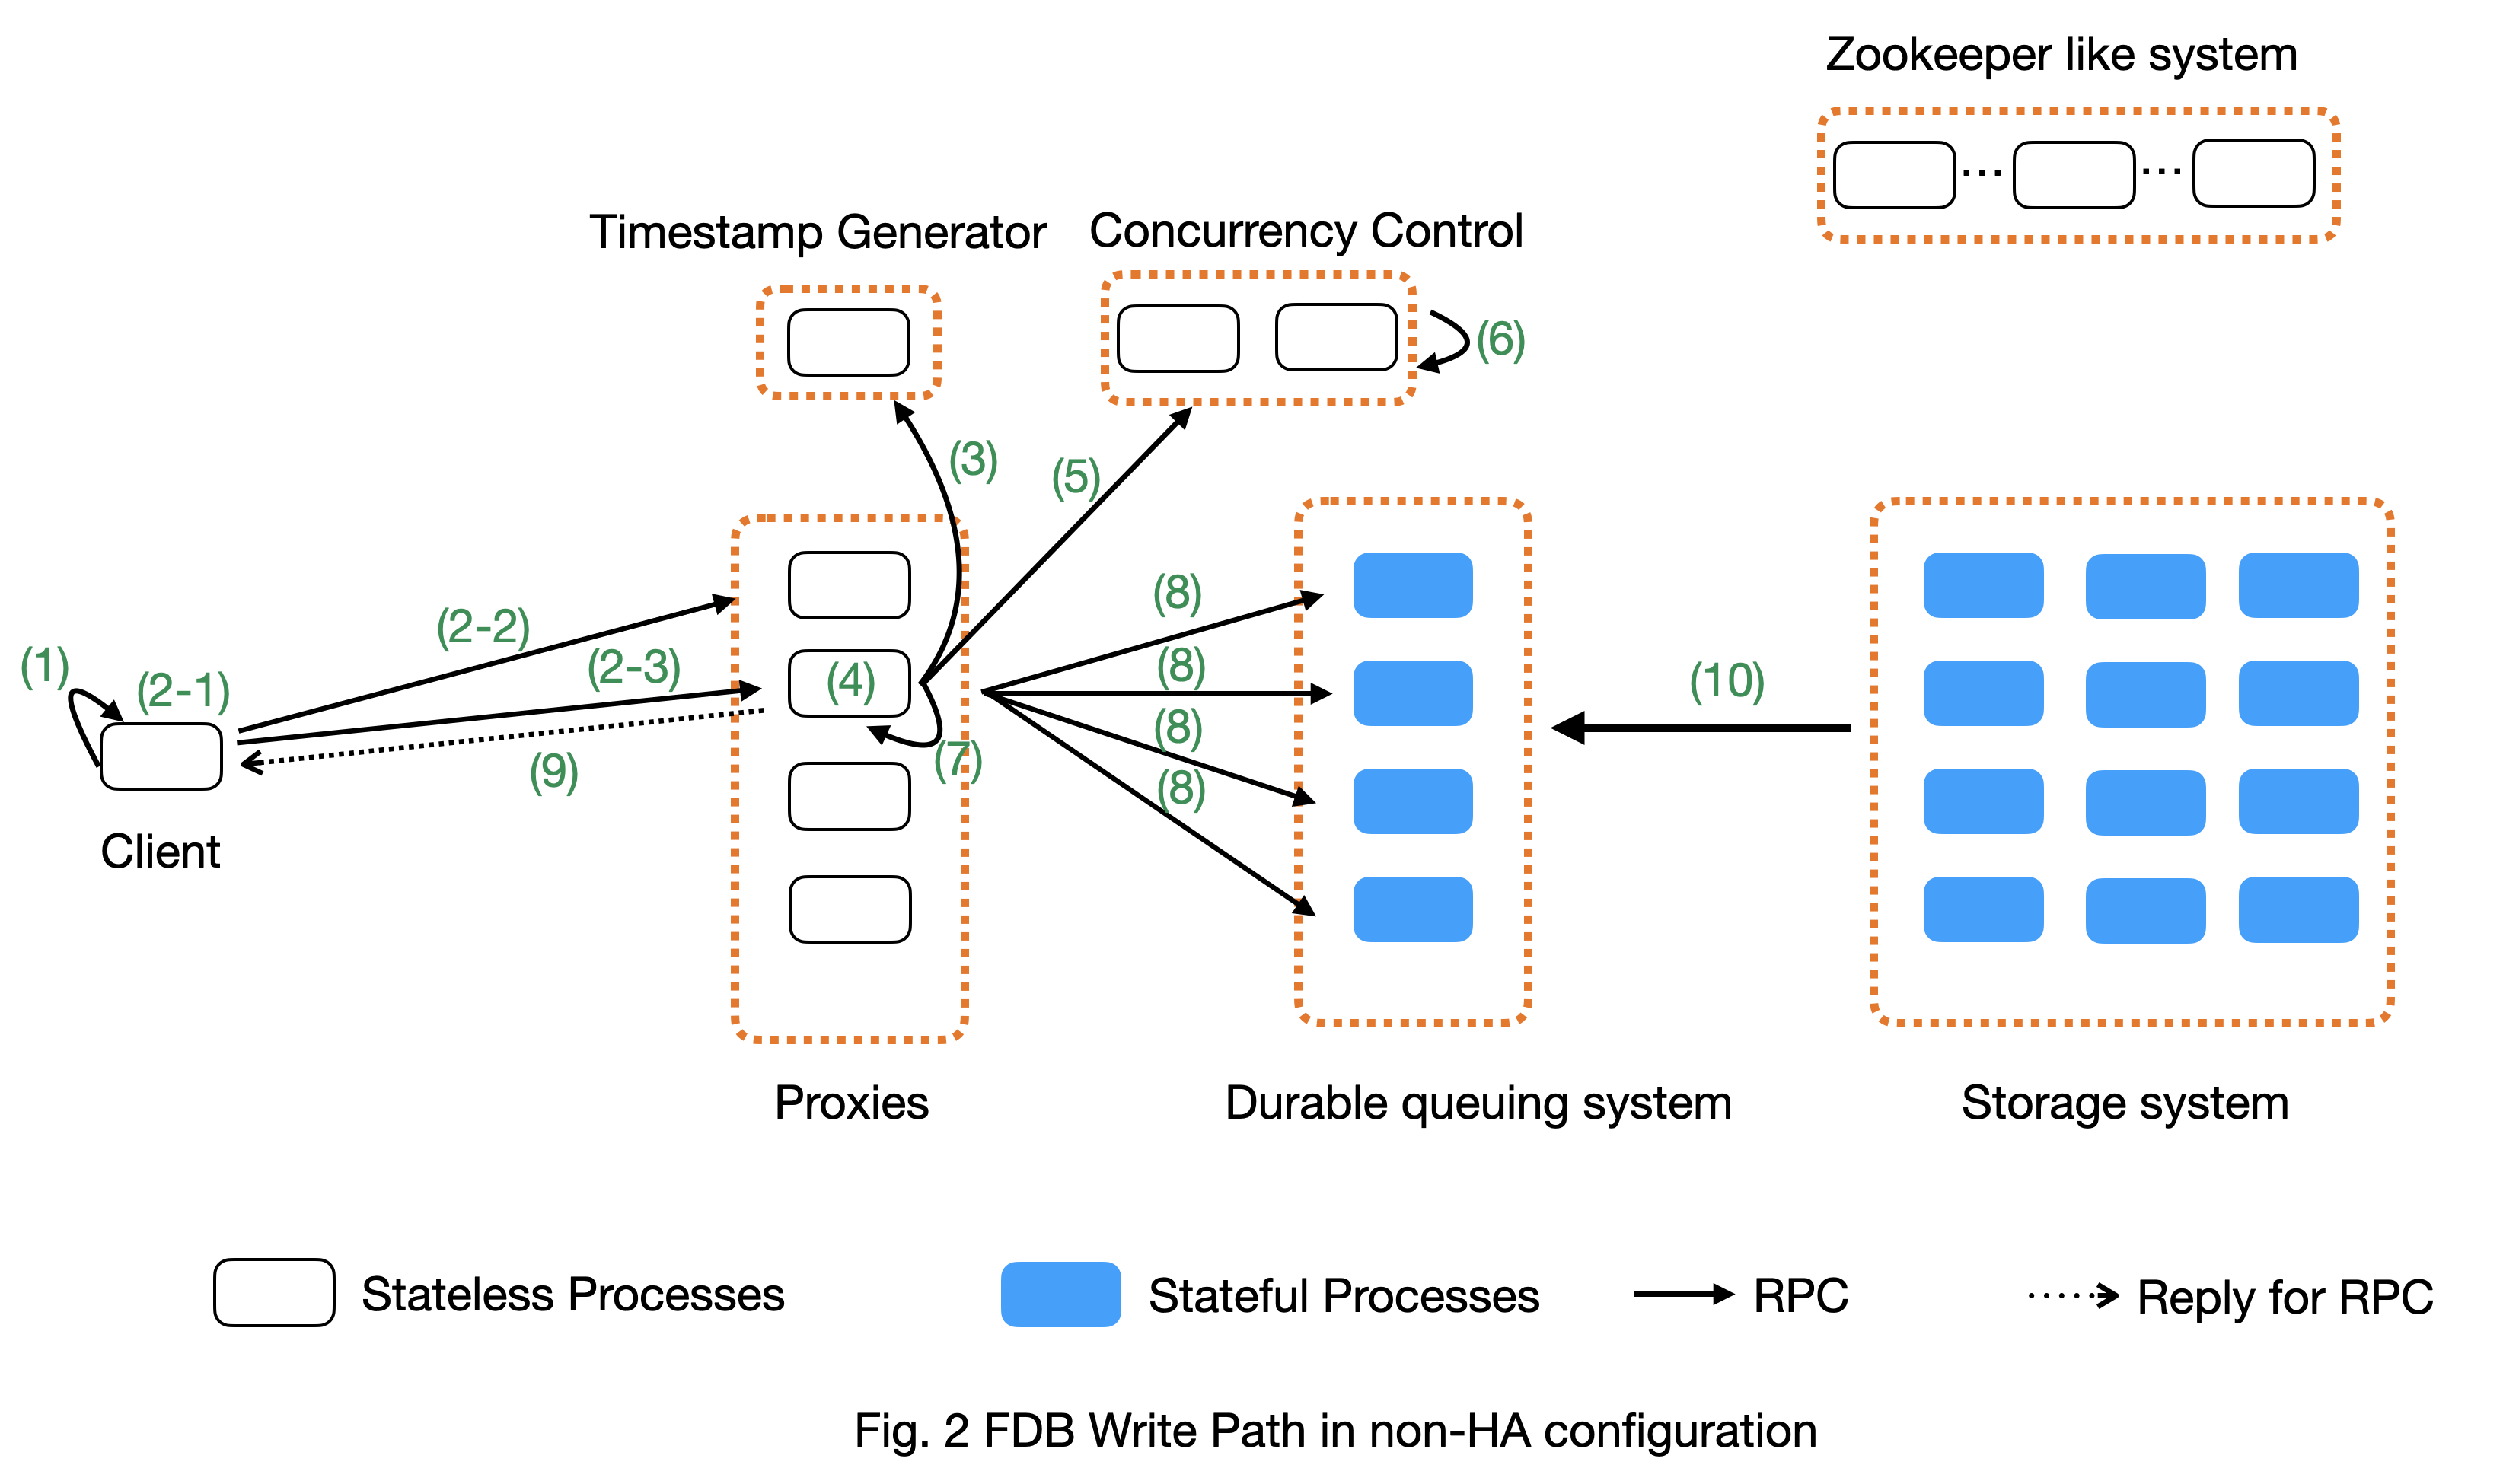 Zookeeper like system
... ...
Timestamp Generator
Concurrency Control
(6)
(3)
(5)
(8)
(2-2)
(2-3)
(1)
(2-1)
(4)
(8)
(10)
(8)
(7)
(9)
(8)
Client
Proxies
Durable queuing system
Storage system
Stateless Processes
Stateful Processes
RPC
Reply for RPC
Fig. 2 FDB Write Path in non-HA configuration